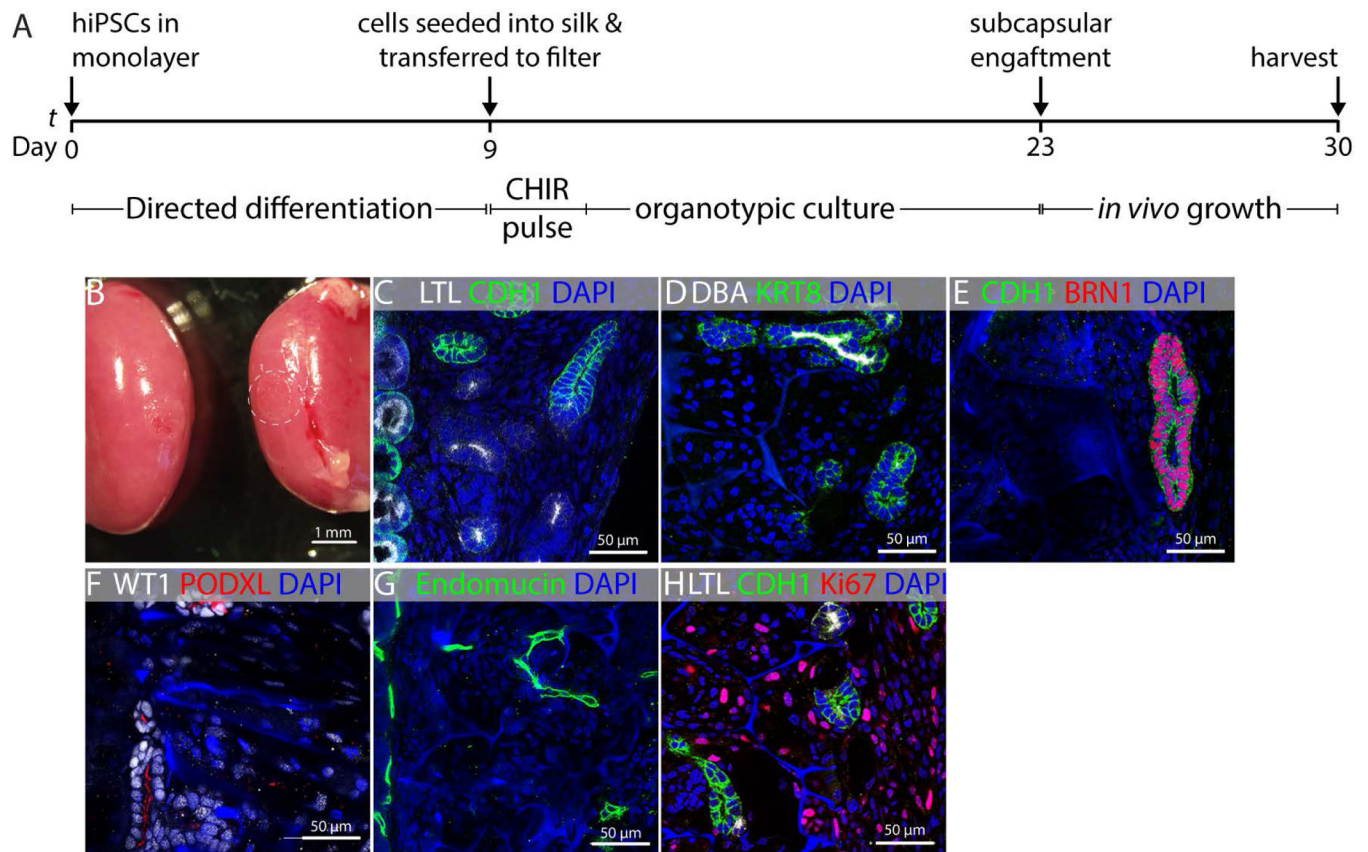 A
hiPSCs in
monolayer
cells seeded into silk &
transferred to filter
subcapsular
engaftment
harvest
t
Day 0 9 23 30
Directed differentiation
CHIR
pulse
organotypic culture
in vivo growth
B
1 mm
C LTL CDH1 DAPI
50 µm
D DBA KRT8 DAPI
50 µm
E CDH1 BRN1 DAPI
50 µm
F WT1 PODXL DAPI
50 µm
G Endomucin DAPI
50 µm
H LTL CDH1 Ki67 DAPI
50 µm